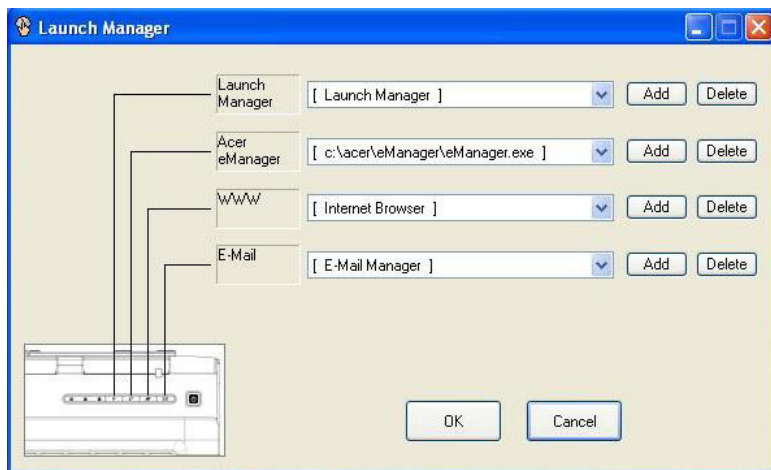 Launch Manager
Launch
Manager
[ Launch Manager ]
Add
Delete
Acer
eManager
[ c:\acer\eManager\eManager.exe ]
Add
Delete
WWW
[ Internet Browser ]
Add
Delete
E-Mail
[ E-Mail Manager ]
Add
Delete
OK
Cancel